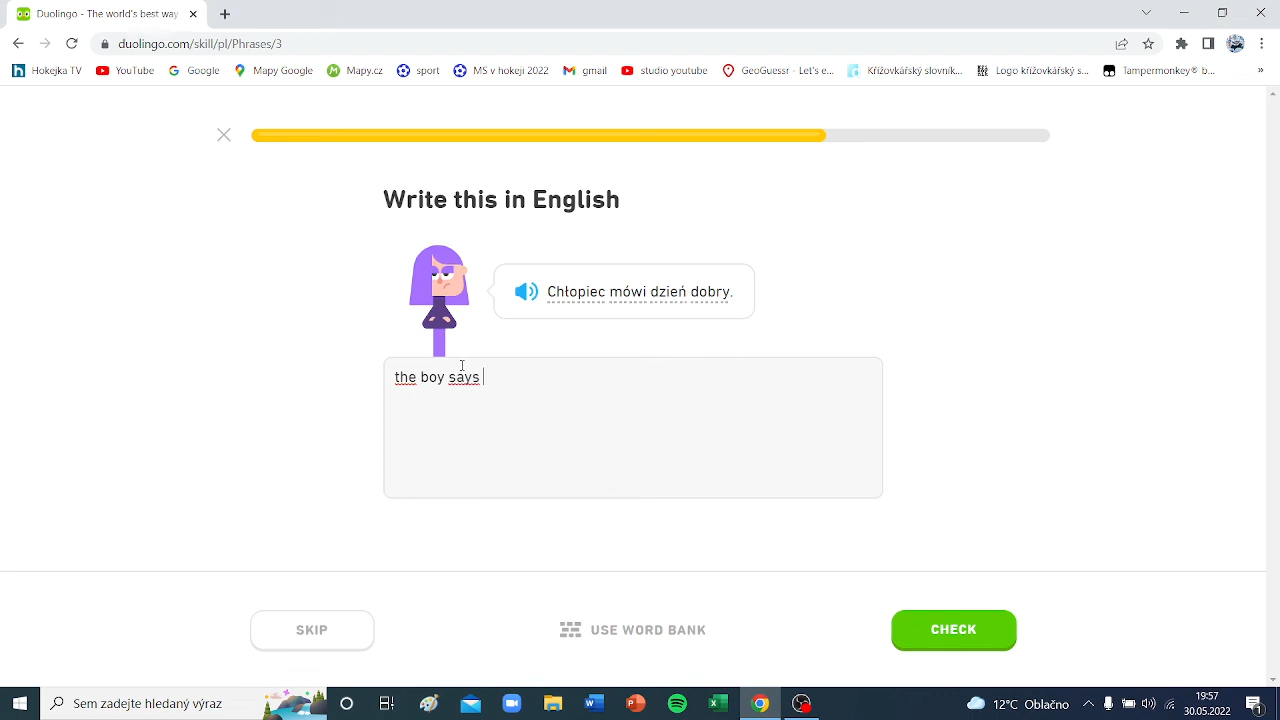 Duolingo - The world's best way
duolingo.com/skill/pl/Phrases/3
Hokejka TV YouTube Google Mapy Google Mapy.cz sport MS v hokeji 2022 gmail studio youtube GeoGuessr - Let's e... Křížovkářský slovník... Logo křížovkářský s... Tampermonkey® b... »
Write this in English
Chłopiec mówi dzień dobry.
the boy says
SKIP
USE WORD BANK
CHECK
Sem zadejte hledaný výraz
12°C Oblačno
19:57
30.05.2022